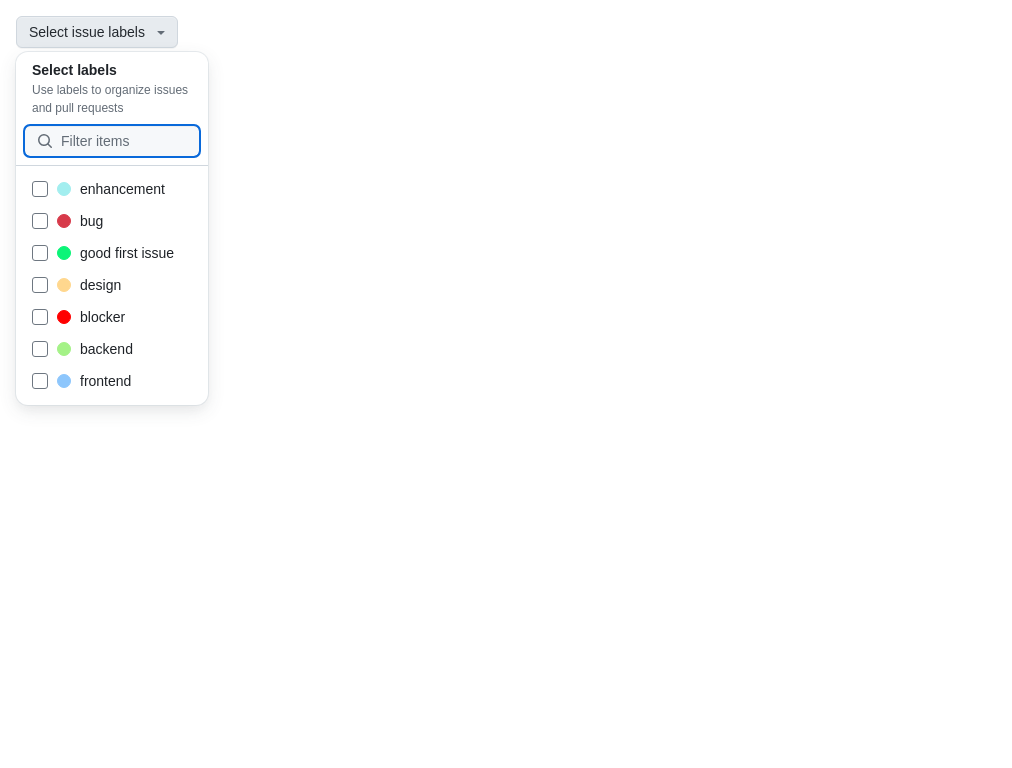 Select issue labels
Select labels
Use labels to organize issues
and pull requests
Filter items
enhancement
bug
good first issue
design
blocker
backend
frontend